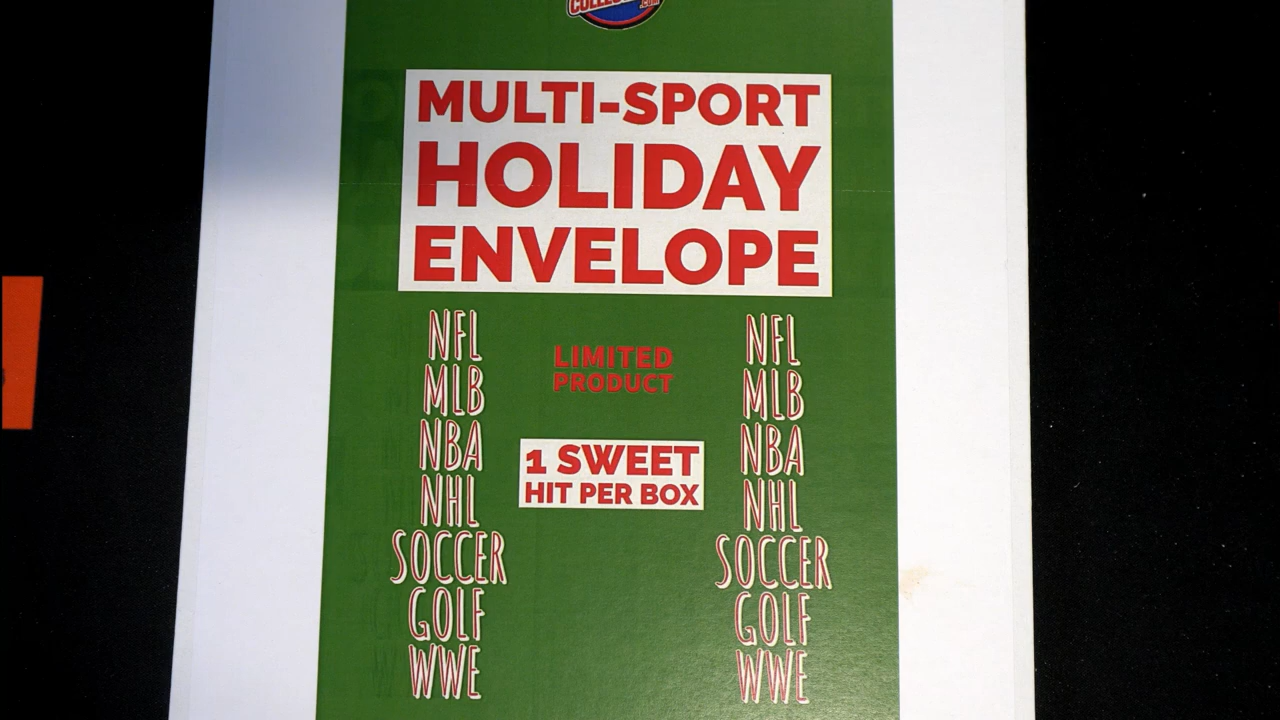 .COM
MULTI-SPORT
HOLIDAY
ENVELOPE
NFL
MLB
NBA
NHL
SOCCER
GOLF
WWE
LIMITED
PRODUCT
1 SWEET
HIT PER BOX
NFL
MLB
NBA
NHL
SOCCER
GOLF
WWE